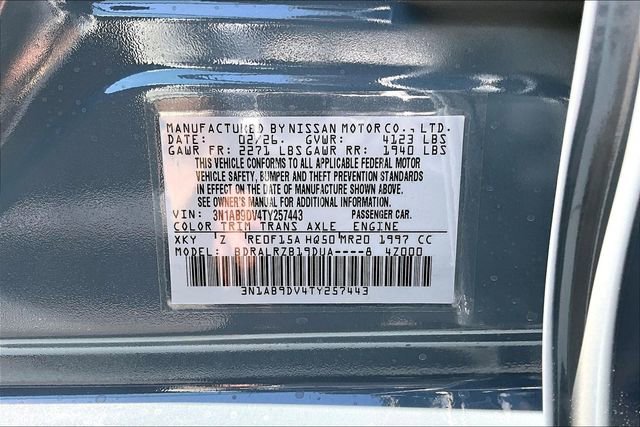 MANUFACTURED BY NISSAN MOTOR CO., LTD.
DATE: 02/26. GVWR: 4123 LBS
GAWR FR: 2271 LBS GAWR RR: 1940 LBS
THIS VEHICLE CONFORMS TO ALL APPLICABLE FEDERAL MOTOR
VEHICLE SAFETY, BUMPER AND THEFT PREVENTION STANDARDS
IN EFFECT ON THE DATE OF MANUFACTURE SHOWN ABOVE.
SEE OWNER'S MANUAL FOR ADDITIONAL INFORMATION.
VIN: 3N1AB9DV4TY257443 PASSENGER CAR.
COLOR TRIM TRANS AXLE ENGINE
XKY Z RE0F15A HQ50 MR20 1997 CC
MODEL: BDRALRZB19DUA----8 4Z000
3N1AB9DV4TY257443